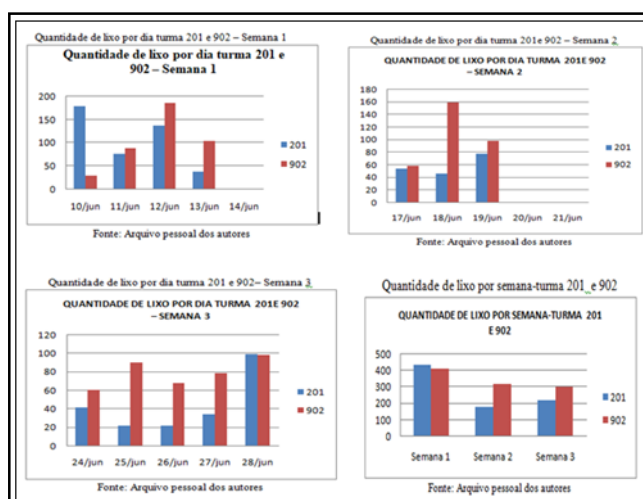 Quantidade de lixo por dia turma 201 e 902 – Semana 1
Quantidade de lixo por dia turma 201 e
902 – Semana 1
200
150
100
50
0
10/jun 11/jun 12/jun 13/jun 14/jun
201
902
Fonte: Arquivo pessoal dos autores
Quantidade de lixo por dia turma 201e 902 – Semana 2
QUANTIDADE DE LIXO POR DIA TURMA 201E 902
– SEMANA 2
180
160
140
120
100
80
60
40
20
0
17/jun 18/jun 19/jun 20/jun 21/jun
201
902
Fonte: Arquivo pessoal dos autores
Quantidade de lixo por dia turma 201 e 902– Semana 3
QUANTIDADE DE LIXO POR DIA TURMA 201E 902
– SEMANA 3
120
100
80
60
40
20
0
24/jun 25/jun 26/jun 27/jun 28/jun
201
902
Fonte: Arquivo pessoal dos autores
Quantidade de lixo por semana-turma 201 e 902
QUANTIDADE DE LIXO POR SEMANA-TURMA 201
E 902
500
400
300
200
100
0
Semana 1 Semana 2 Semana 3
201
902
Fonte: Arquivo pessoal dos autores